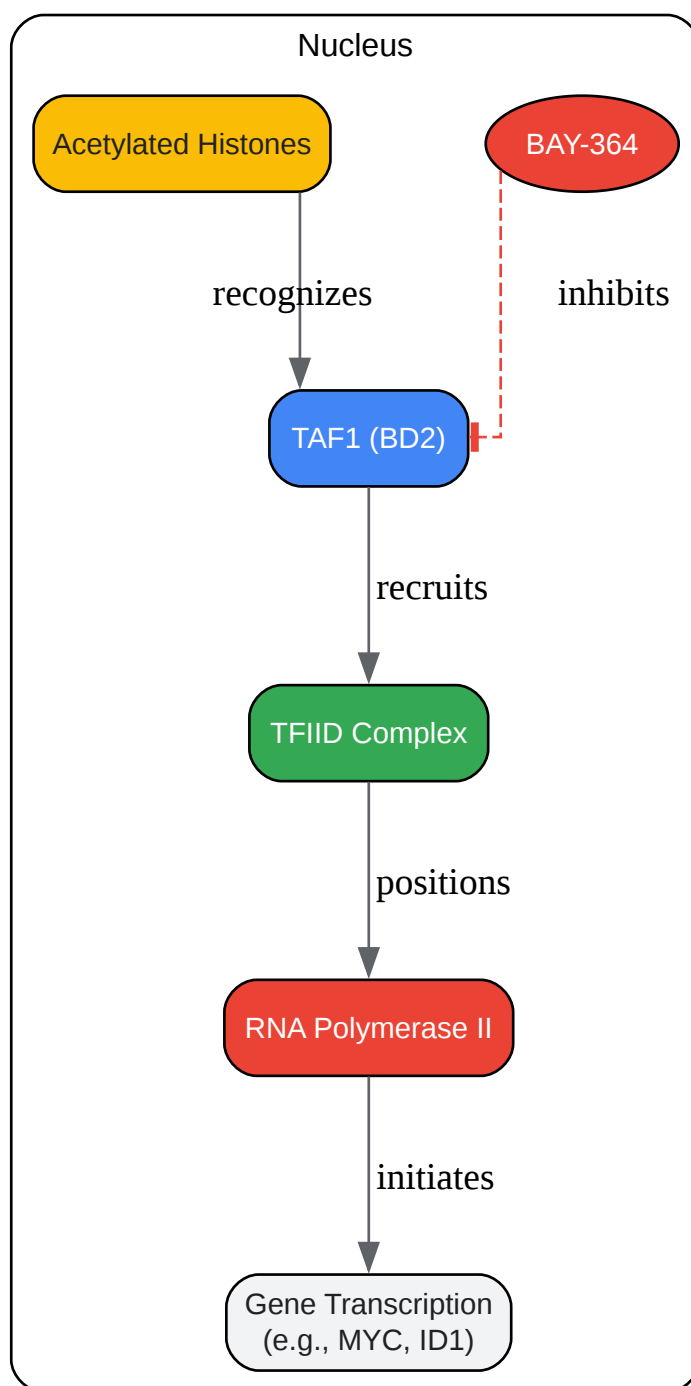 Nucleus
Acetylated Histones
BAY-364
recognizes
inhibits
TAF1 (BD2)
recruits
TFIID Complex
positions
RNA Polymerase II
initiates
Gene Transcription
(e.g., MYC, ID1)